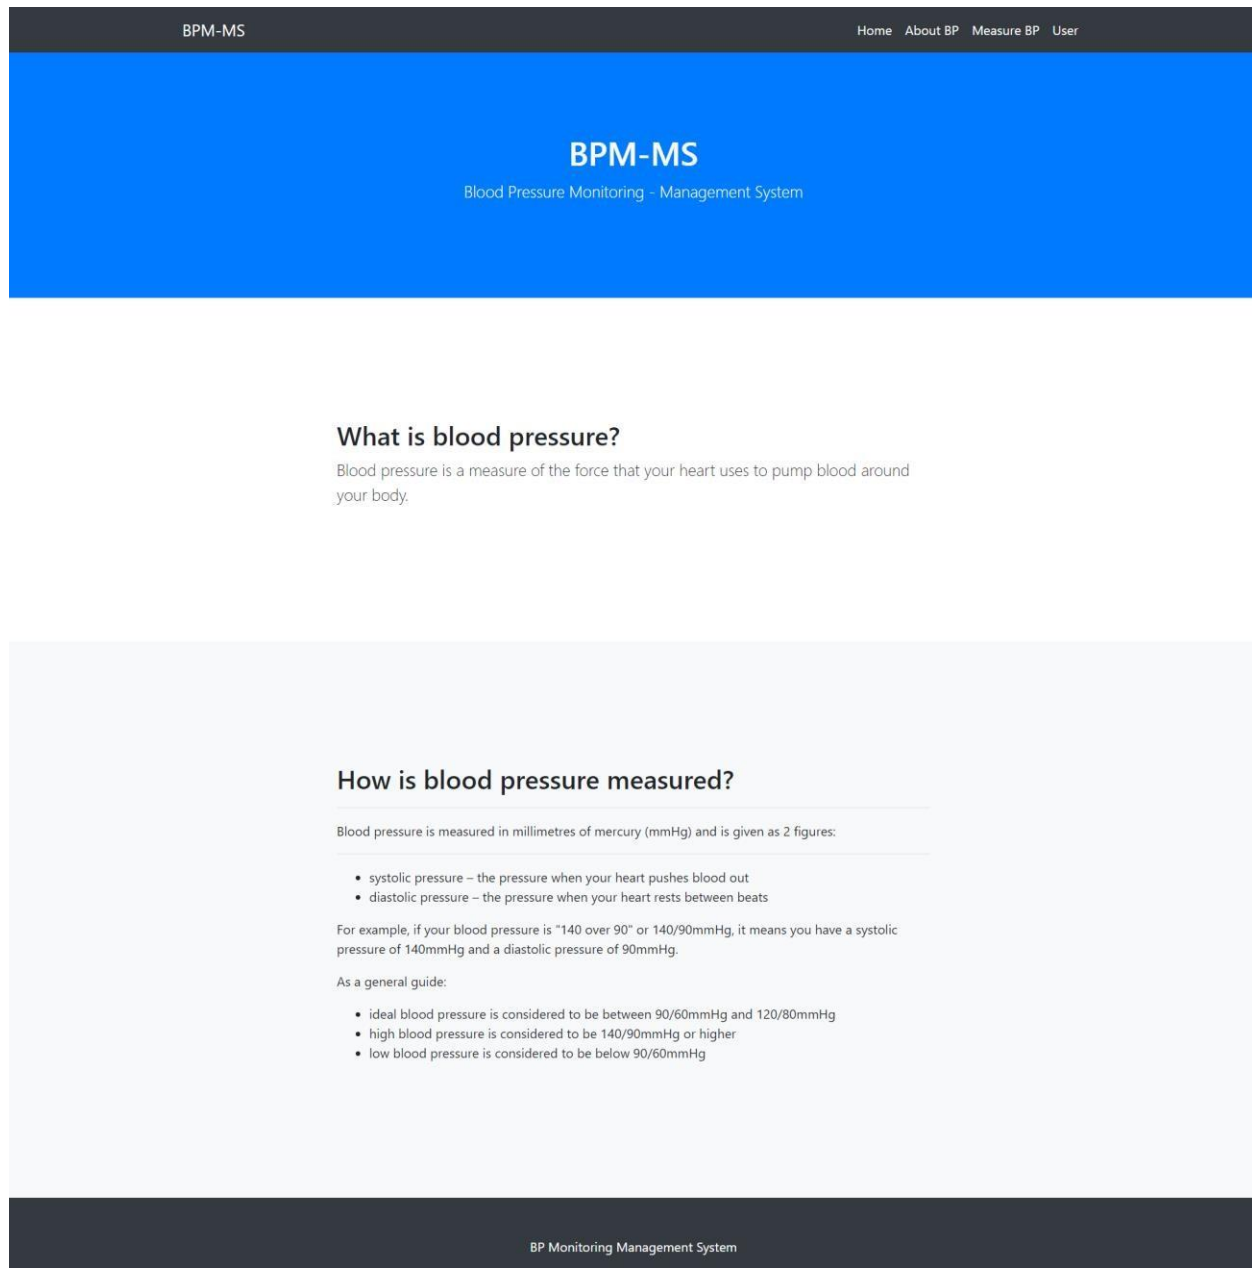 BPM-MS
Home About BP Measure BP User
BPM-MS
Blood Pressure Monitoring - Management System
What is blood pressure?
Blood pressure is a measure of the force that your heart uses to pump blood around
your body.
How is blood pressure measured?
Blood pressure is measured in millimetres of mercury (mmHg) and is given as 2 figures:
• systolic pressure – the pressure when your heart pushes blood out
• diastolic pressure – the pressure when your heart rests between beats
For example, if your blood pressure is "140 over 90" or 140/90mmHg, it means you have a systolic
pressure of 140mmHg and a diastolic pressure of 90mmHg.
As a general guide:
• ideal blood pressure is considered to be between 90/60mmHg and 120/80mmHg
• high blood pressure is considered to be 140/90mmHg or higher
• low blood pressure is considered to be below 90/60mmHg
BP Monitoring Management System